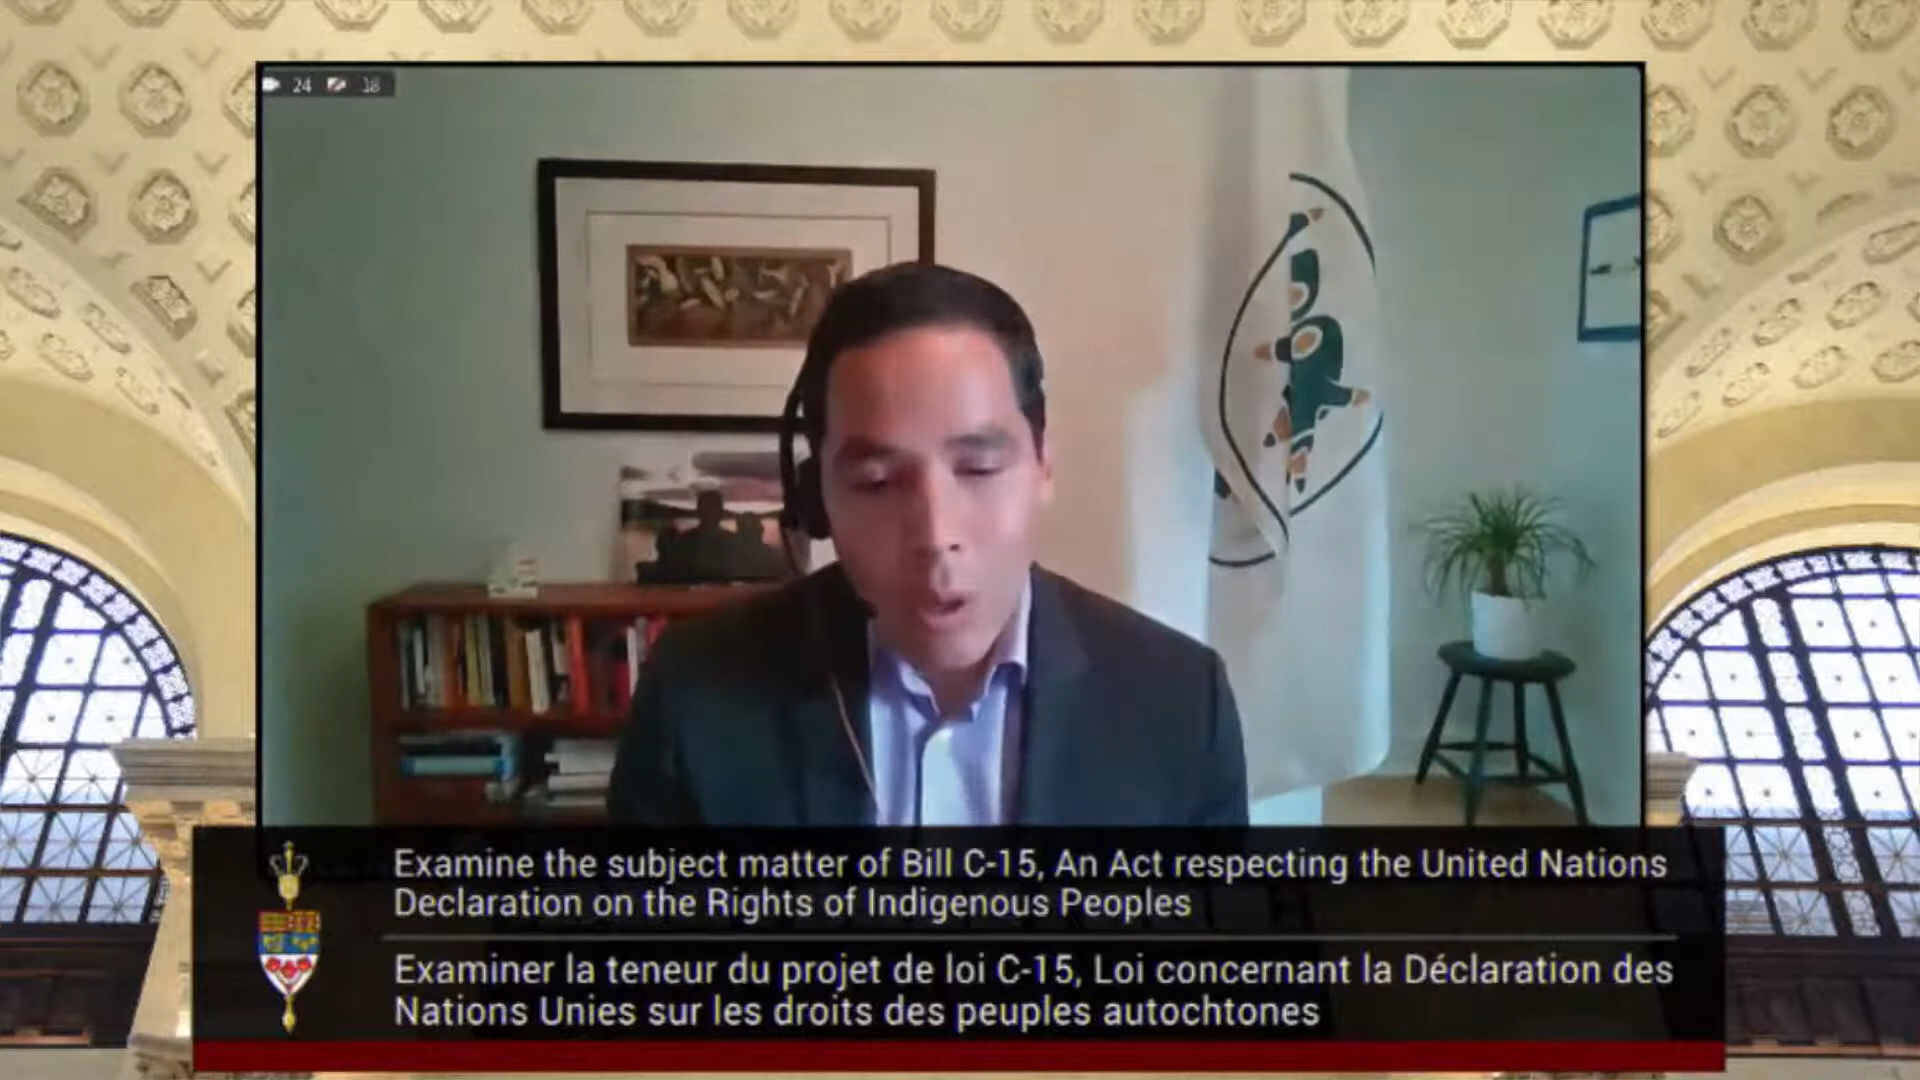 24 18
Examine the subject matter of Bill C-15, An Act respecting the United Nations
Declaration on the Rights of Indigenous Peoples
Examiner la teneur du projet de loi C-15, Loi concernant la Déclaration des
Nations Unies sur les droits des peuples autochtones